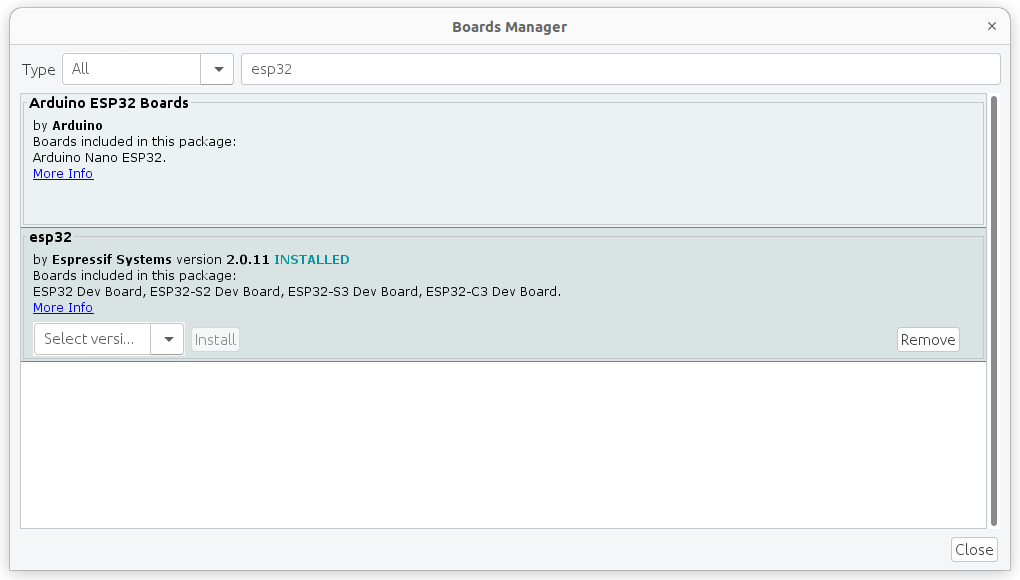 Boards Manager
Type All esp32
Arduino ESP32 Boards
by Arduino
Boards included in this package:
Arduino Nano ESP32.
More Info
esp32
by Espressif Systems version 2.0.11 INSTALLED
Boards included in this package:
ESP32 Dev Board, ESP32-S2 Dev Board, ESP32-S3 Dev Board, ESP32-C3 Dev Board.
More Info
Select versi... Install Remove
Close